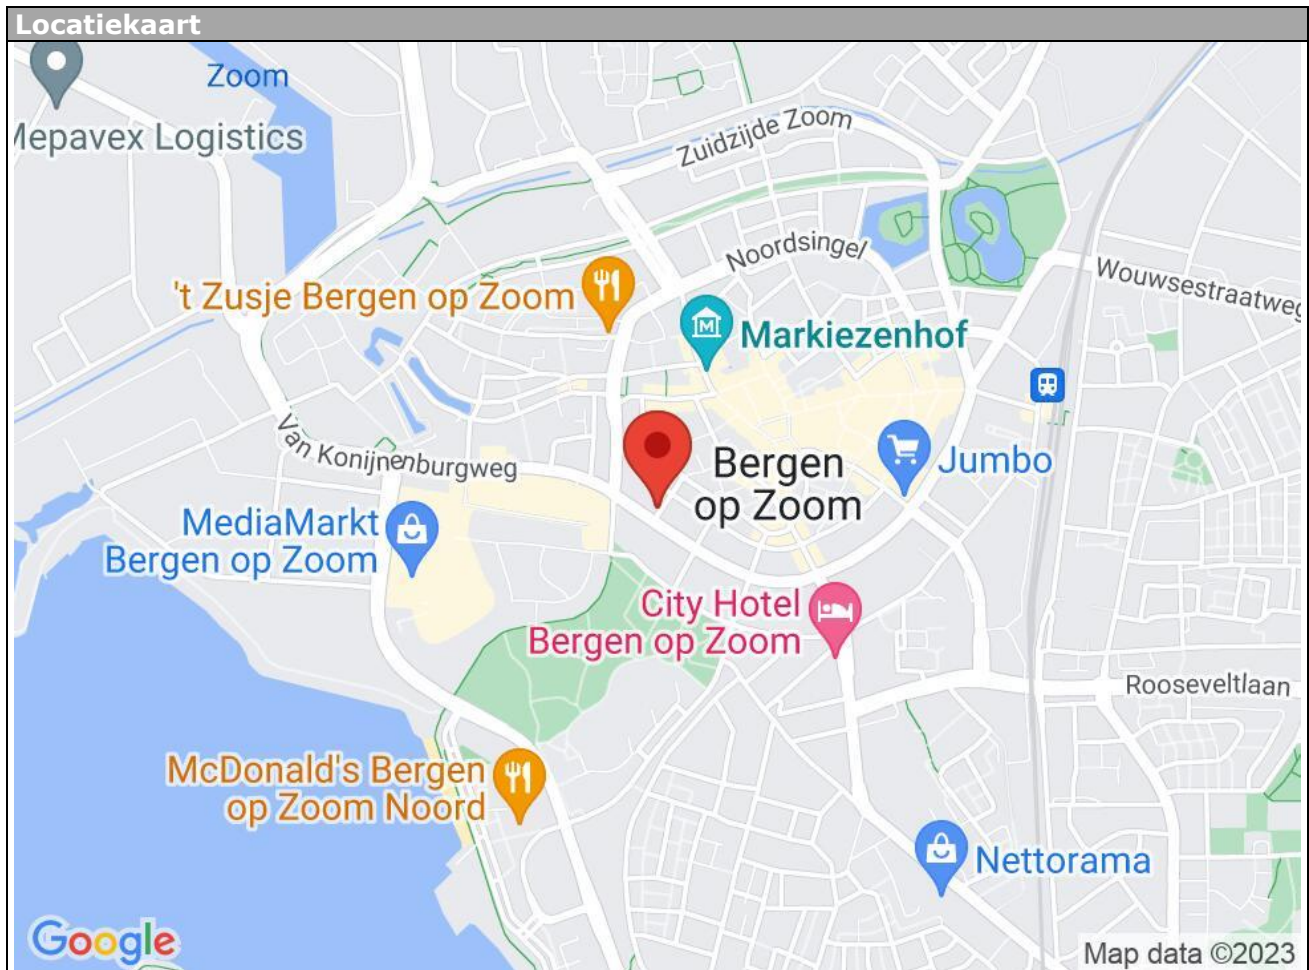 Locatiekaart
Zoom
Mepavex Logistics
Zuidzijde Zoom
Noordsingel
Wouwsestraatweg
't Zusje Bergen op Zoom
Markiezenhof
Van Konijnenburgweg
Bergen
op Zoom
Jumbo
MediaMarkt
Bergen op Zoom
City Hotel
Bergen op Zoom
Rooseveltlaan
McDonald's Bergen
op Zoom Noord
Nettorama
Google
Map data ©2023